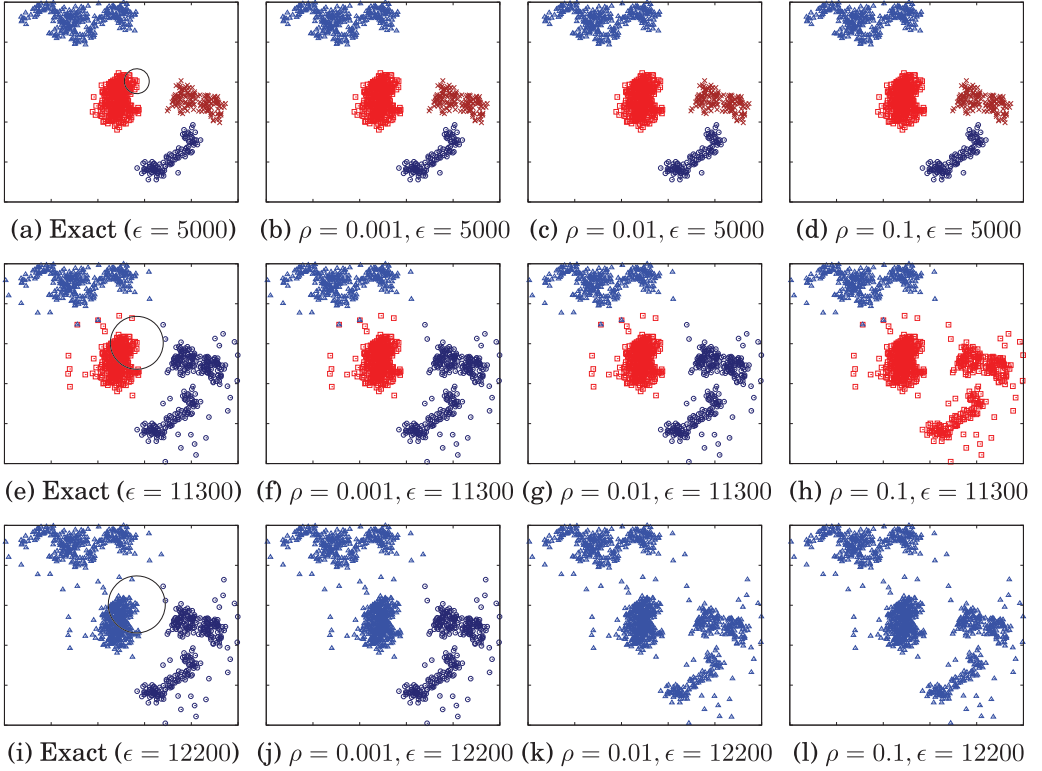 (a) Exact (ϵ = 5000) (b) ρ = 0.001, ϵ = 5000 (c) ρ = 0.01, ϵ = 5000 (d) ρ = 0.1, ϵ = 5000
(e) Exact (ϵ = 11300) (f) ρ = 0.001, ϵ = 11300 (g) ρ = 0.01, ϵ = 11300 (h) ρ = 0.1, ϵ = 11300
(i) Exact (ϵ = 12200) (j) ρ = 0.001, ϵ = 12200 (k) ρ = 0.01, ϵ = 12200 (l) ρ = 0.1, ϵ = 12200